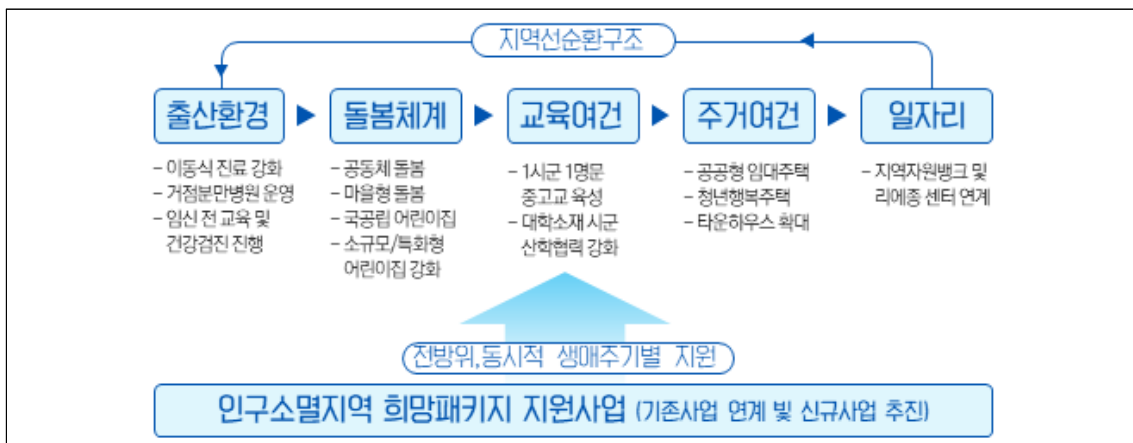 지역선순환구조
출산환경 ▶ 돌봄체계 ▶ 교육여건 ▶ 주거여건 ▶ 일자리
- 이동식 진료 강화
- 거점분만병원 운영
- 임신 전 교육 및
건강검진 진행
- 공동체 돌봄
- 마을형 돌봄
- 국공립 어린이집
- 소규모/특회형
어린이집 강화
- 1시군 1명문
중고교 육성
- 대학소재 시군
산학협력 강화
- 공공형 임대주택
- 청년행복주택
- 타운하우스 확대
- 지역자원뱅크 및
리에종 센터 연계
전방위,동시적 생애주기별 지원
인구소멸지역 희망패키지 지원사업 (기존사업 연계 빛 신규사업 추진)